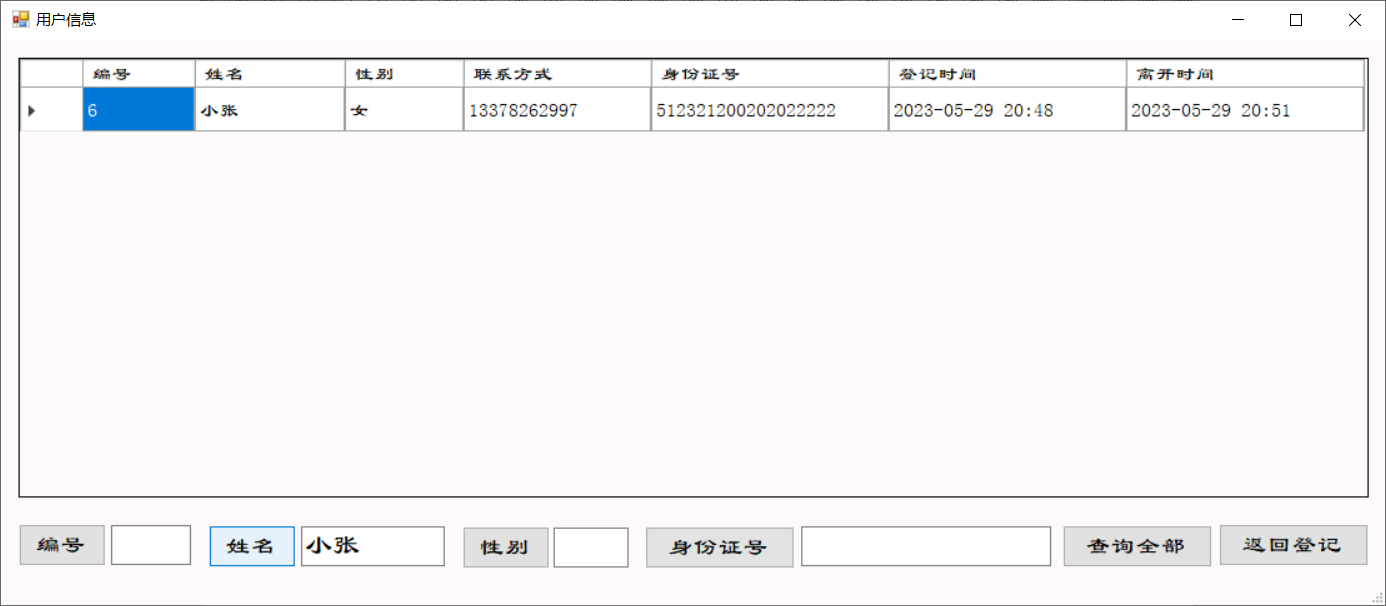 用户信息
编号 姓名 性别 联系方式 身份证号 登记时间 离开时间
6 小张 女 13378262997 512321200202022222 2023-05-29 20:48 2023-05-29 20:51
编号 姓名 小张 性别 身份证号 查询全部 返回登记